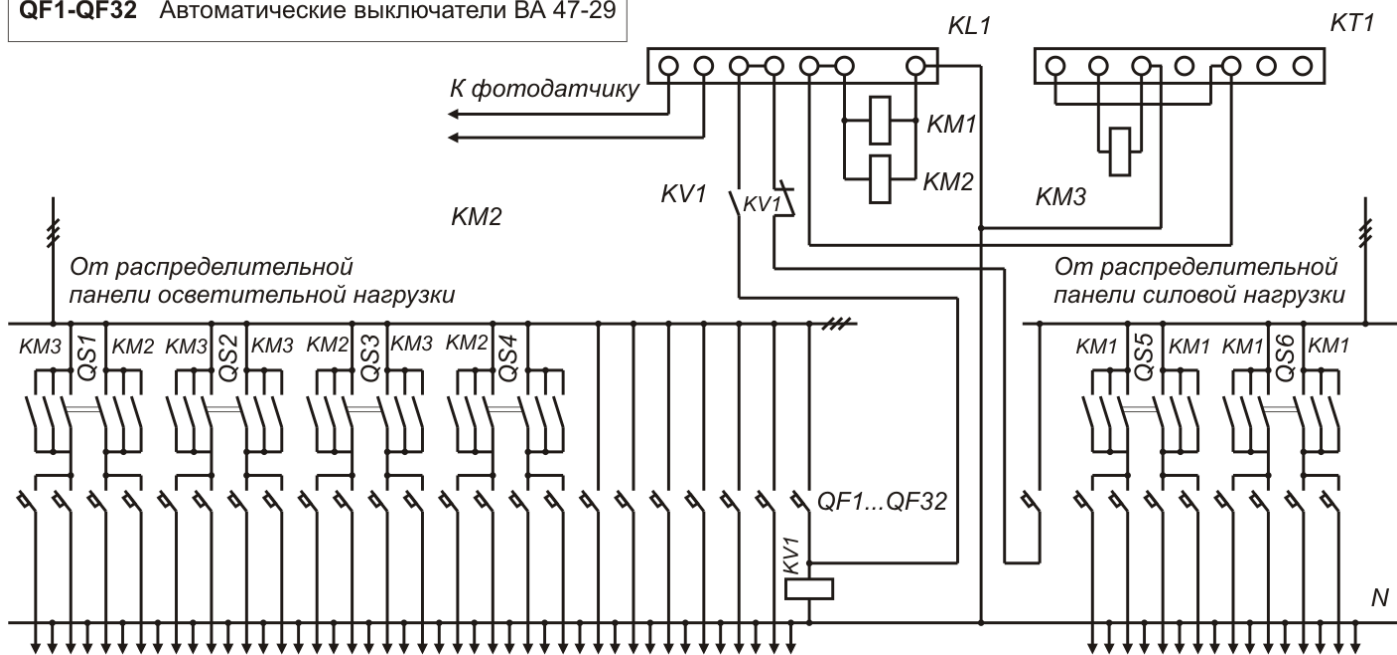 QF1-QF32 Автоматические выключатели ВА 47-29
KL1
KT1
К фотодатчику
KM1
KM2
KV1
KV1
KM3
KM2
От распределительной
панели осветительной нагрузки
От распределительной
панели силовой нагрузки
KM3
QS1
KM2
KM3
QS2
KM3
KM2
QS3
KM3
KM2
QS4
KM1
QS5
KM1
KM1
QS6
KM1
QF1...QF32
KV1
N